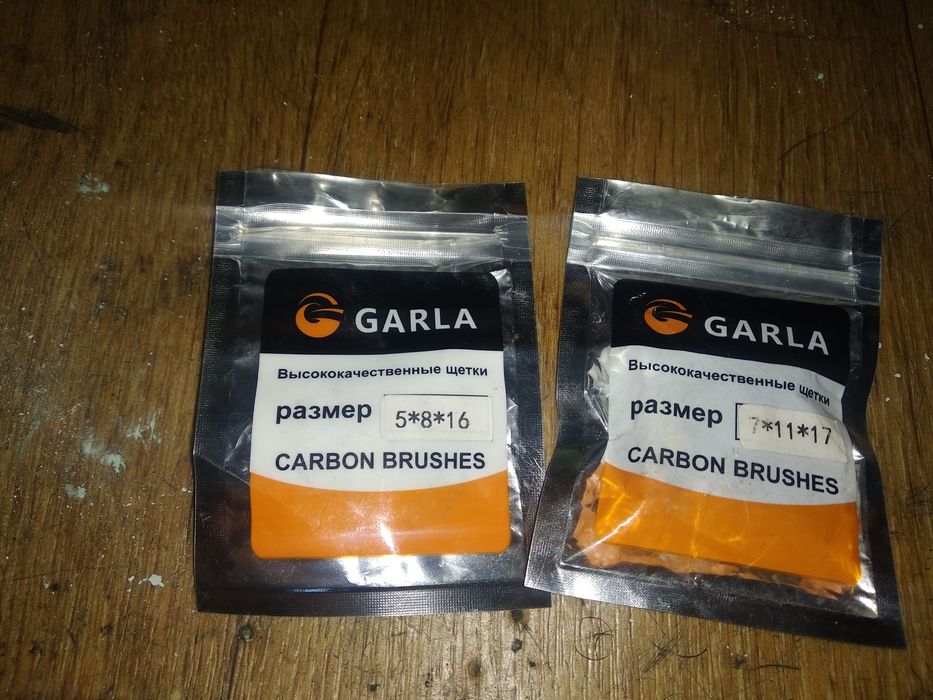 GARLA
Высококачественные щетки
размер 5*8*16
CARBON BRUSHES
GARLA
Высококачественные щетки
размер 7*11*17
CARBON BRUSHES